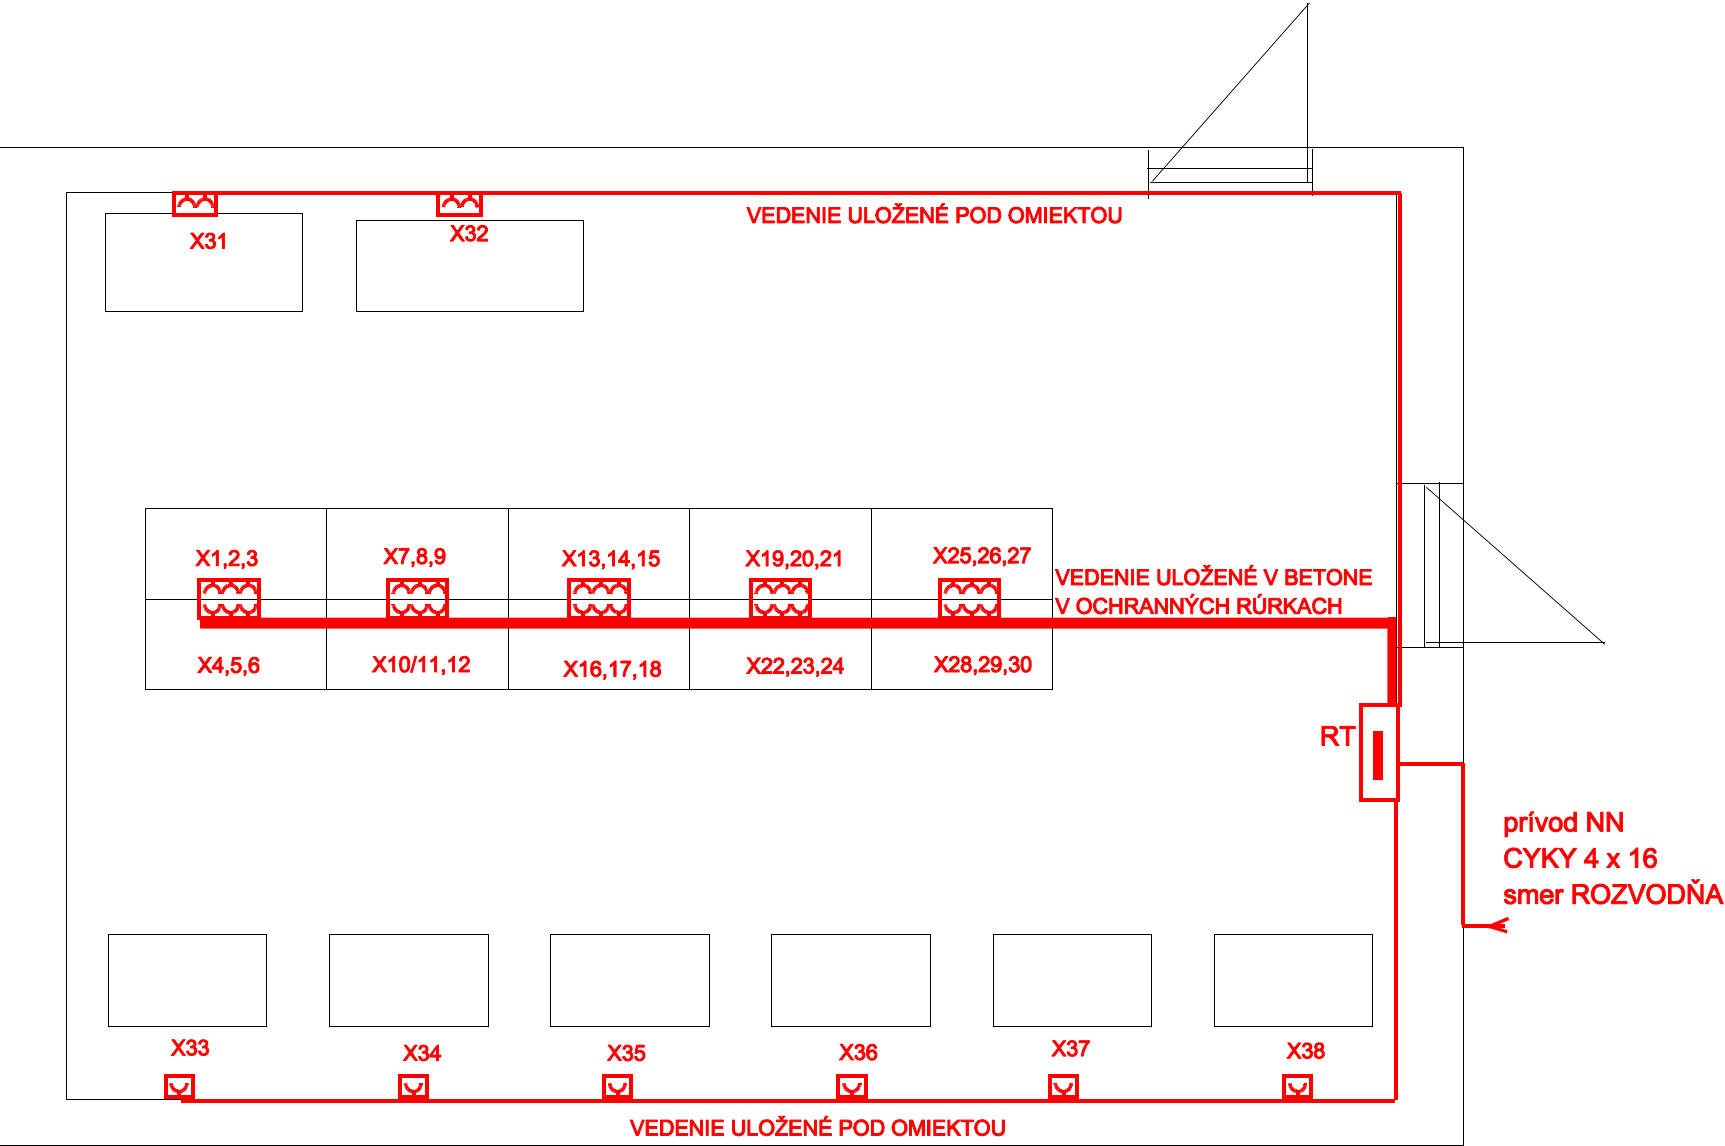 VEDENIE ULOŽENÉ POD OMIEKTOU
X31
X32
X1,2,3
X7,8,9
X13,14,15
X19,20,21
X25,26,27
VEDENIE ULOŽENÉ V BETONE
V OCHRANNÝCH RÚRKACH
X4,5,6
X10/11,12
X16,17,18
X22,23,24
X28,29,30
RT
prívod NN
CYKY 4 x 16
smer ROZVODŇA
X33
X34
X35
X36
X37
X38
VEDENIE ULOŽENÉ POD OMIEKTOU